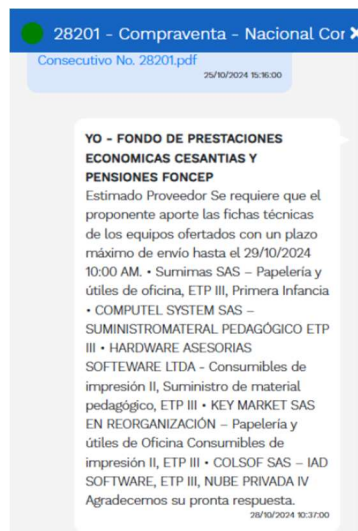 28201 - Compraventa - Nacional Cor ×
Consecutivo No. 28201.pdf
25/10/2024 15:16:00
YO - FONDO DE PRESTACIONES
ECONOMICAS CESANTIAS Y
PENSIONES FONCEP
Estimado Proveedor Se requiere que el
proponente aporte las fichas técnicas
de los equipos ofertados con un plazo
máximo de envío hasta el 29/10/2024
10:00 AM. • Sumimas SAS – Papelería y
útiles de oficina, ETP III, Primera Infancia
• COMPUTEL SYSTEM SAS –
SUMINISTROMATERAL PEDAGÓGICO ETP
III • HARDWARE ASESORIAS
SOFTEWARE LTDA - Consumibles de
impresión II, Suministro de material
pedagógico, ETP III • KEY MARKET SAS
EN REORGANIZACIÓN – Papelería y
útiles de Oficina Consumibles de
impresión II, ETP III • COLSOF SAS – IAD
SOFTWARE, ETP III, NUBE PRIVADA IV
Agradecemos su pronta respuesta.
28/10/2024 10:37:00